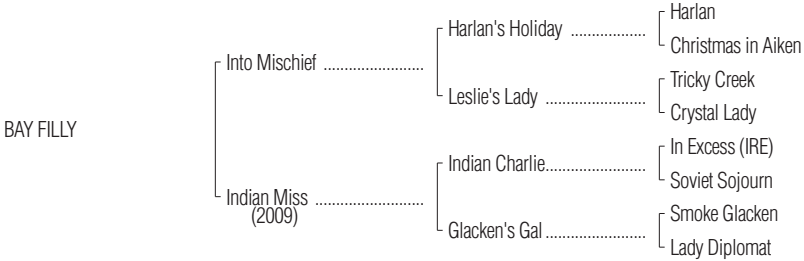 Harlan
Harlan's Holiday ..................
Christmas in Aiken
Into Mischief ........................
Tricky Creek
Leslie's Lady ........................
Crystal Lady
BAY FILLY
In Excess (IRE)
Indian Charlie........................
Soviet Sojourn
Indian Miss ..........................
(2009)
Smoke Glacken
Glacken's Gal ........................
Lady Diplomat